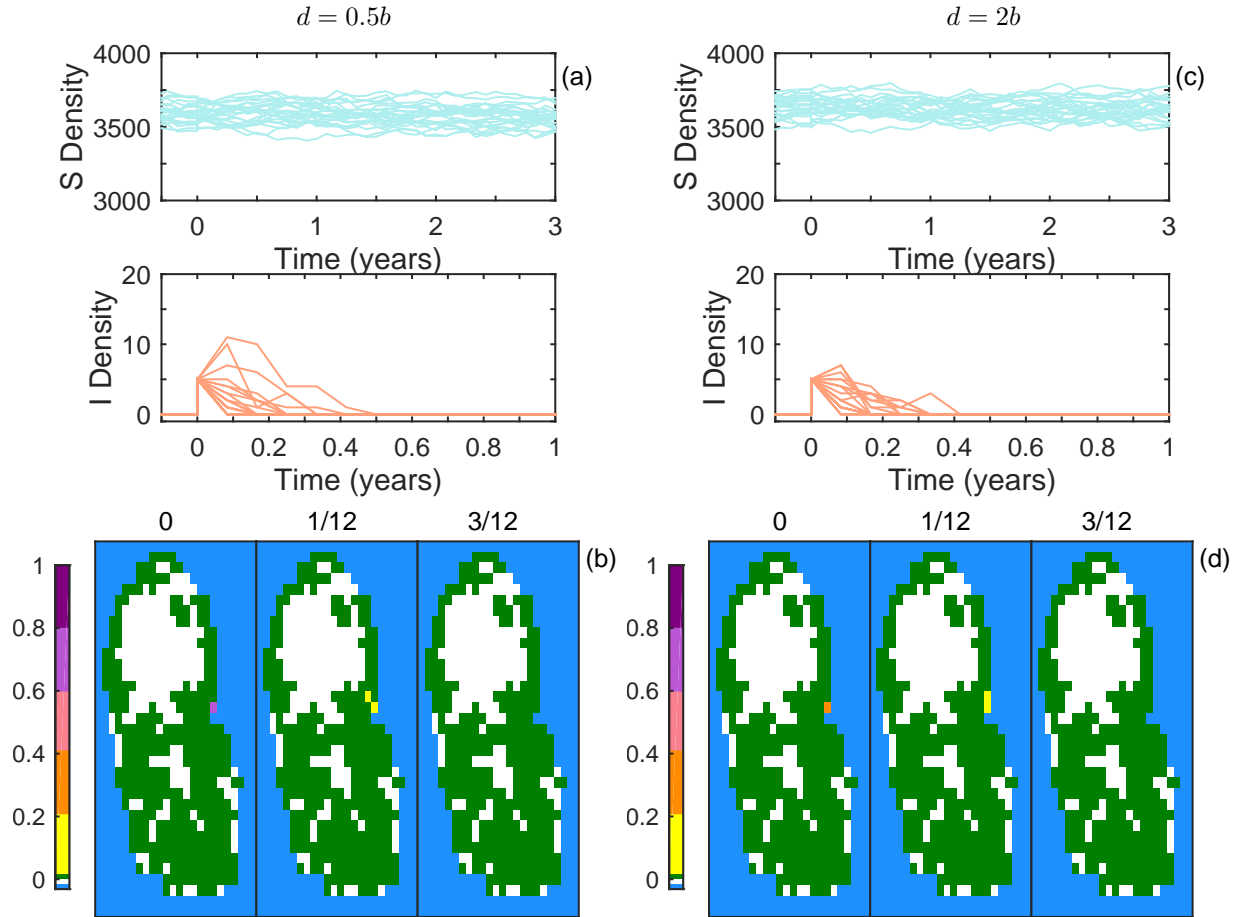 d = 0.5b
4000
3500
3000
S Density
0 1 2 3
Time (years)
(a)
20
10
0
I Density
0 0.2 0.4 0.6 0.8 1
Time (years)
0 1/12 3/12
(b)
1
0.8
0.6
0.4
0.2
0
d = 2b
4000
3500
3000
S Density
0 1 2 3
Time (years)
(c)
20
10
0
I Density
0 0.2 0.4 0.6 0.8 1
Time (years)
0 1/12 3/12
(d)
1
0.8
0.6
0.4
0.2
0